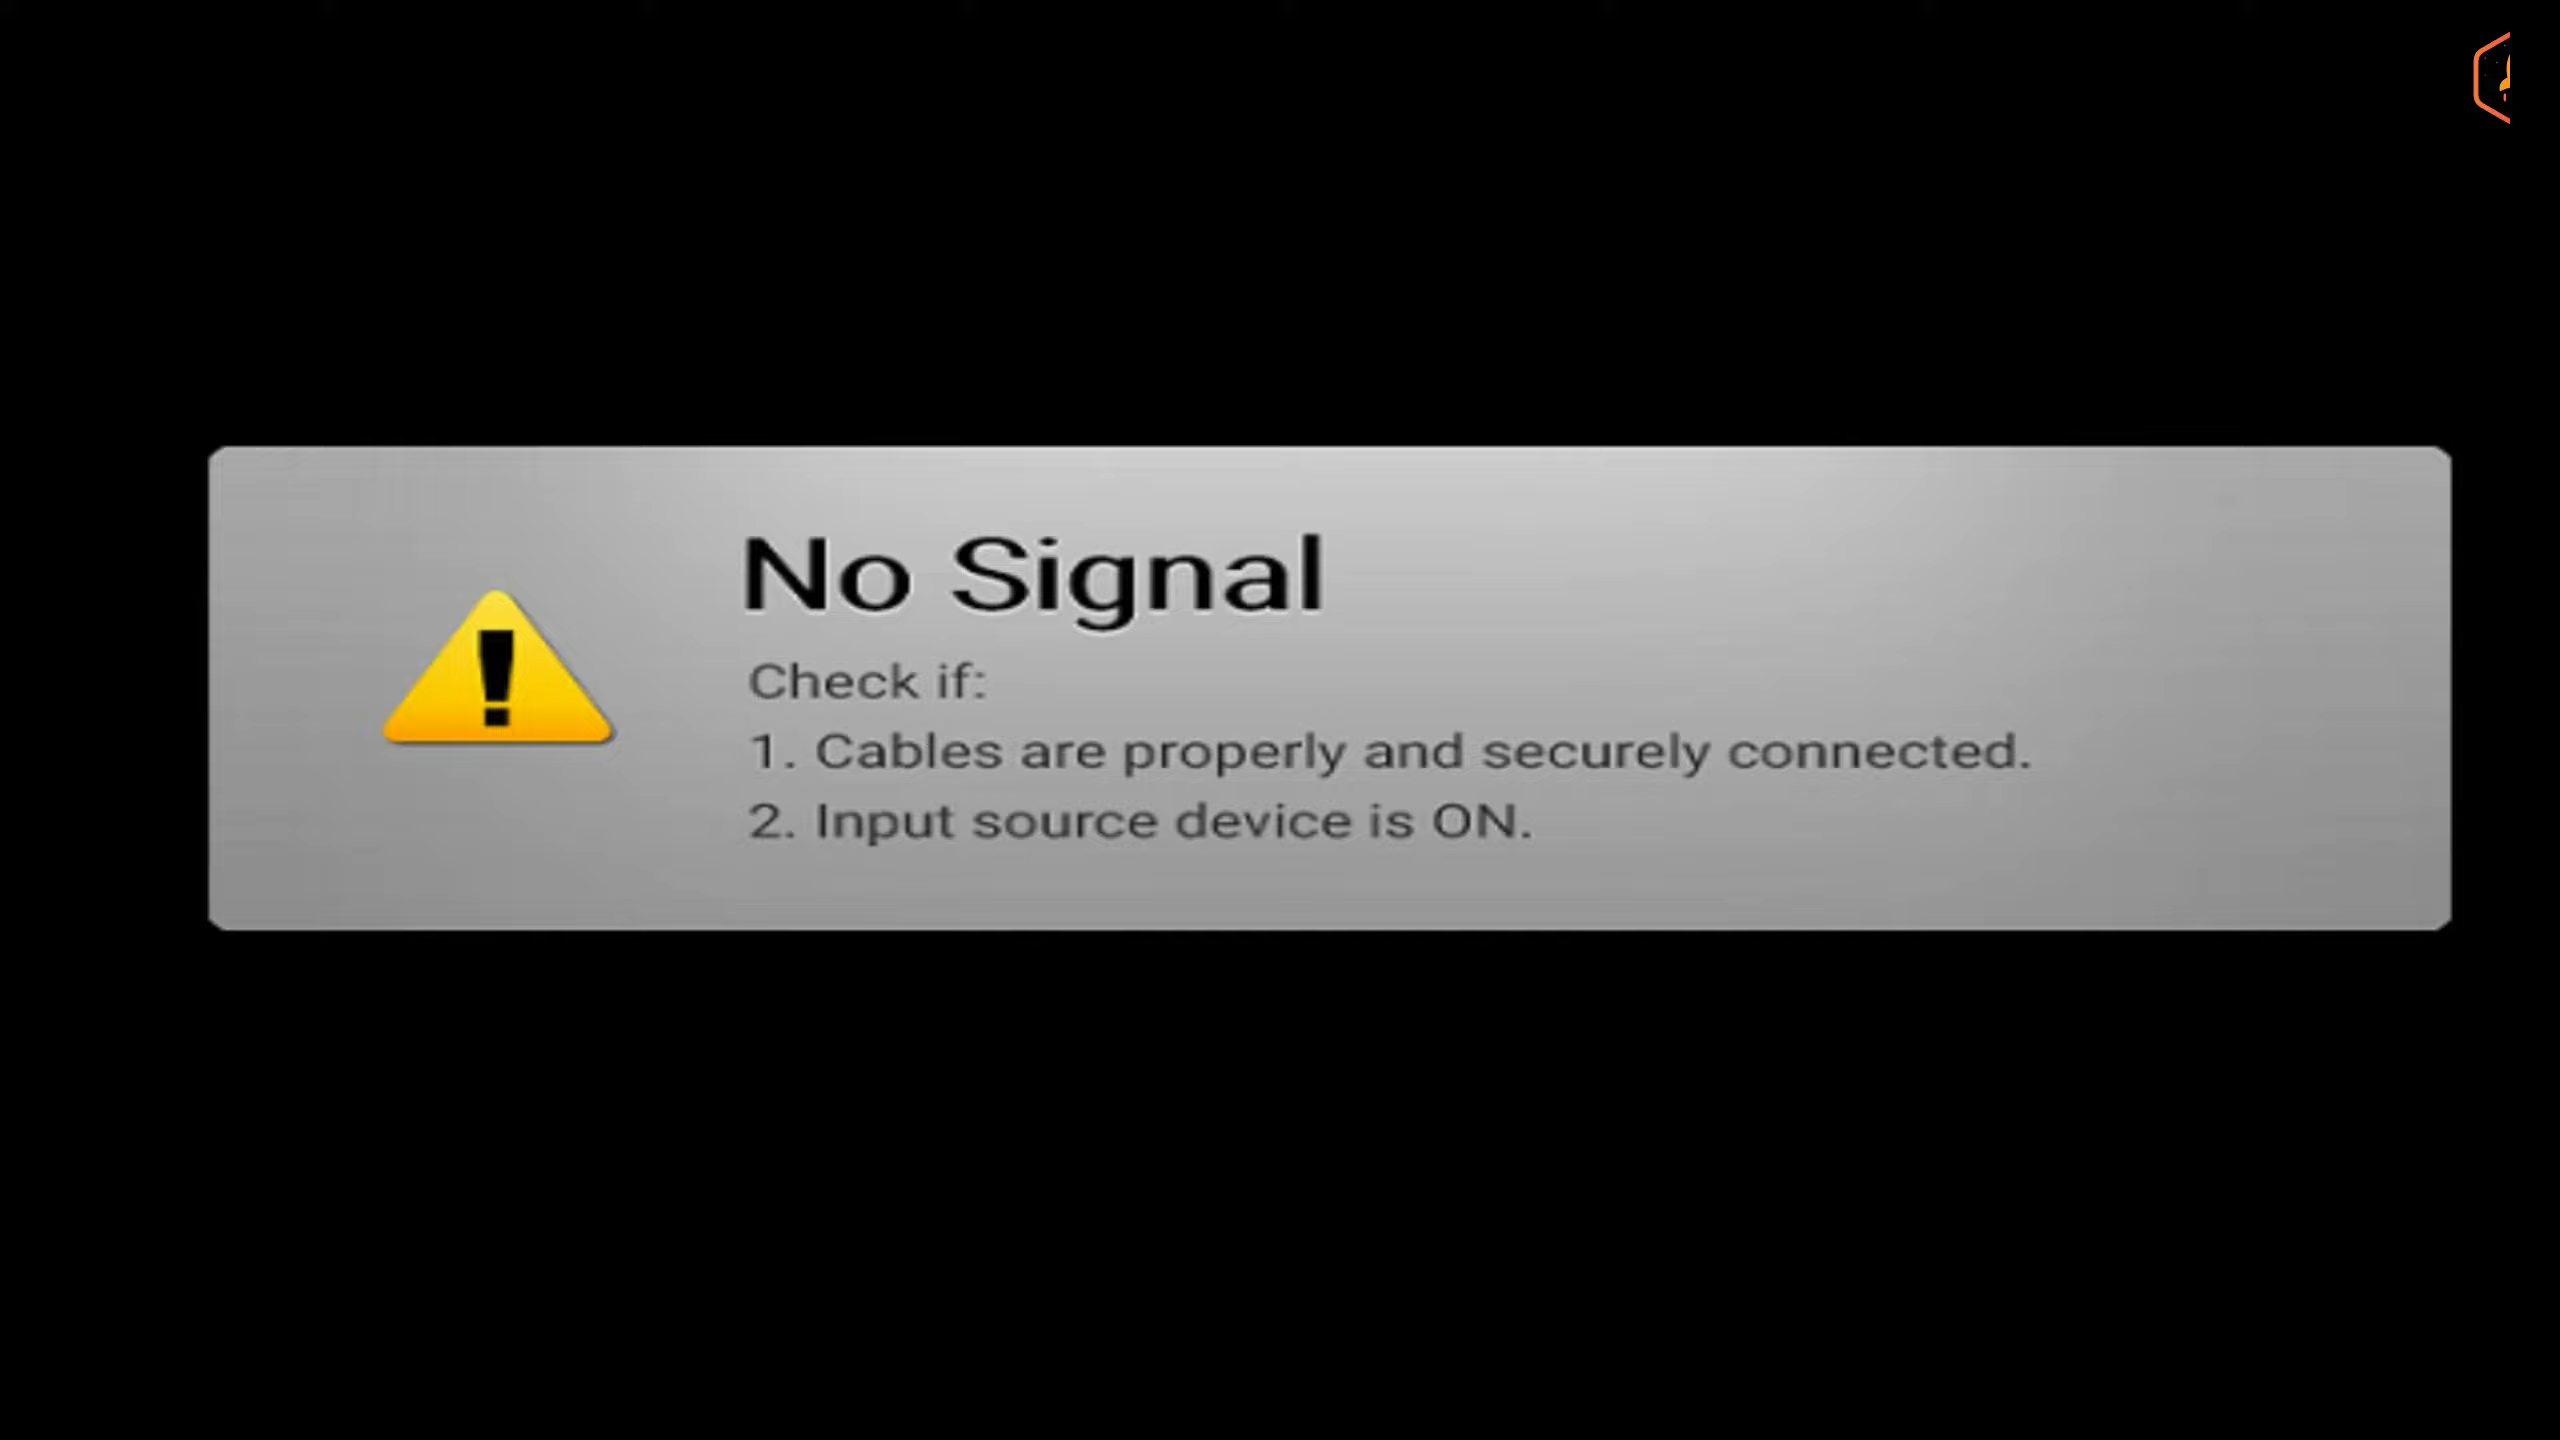 No Signal
Check if:
1. Cables are properly and securely connected.
2. Input source device is ON.